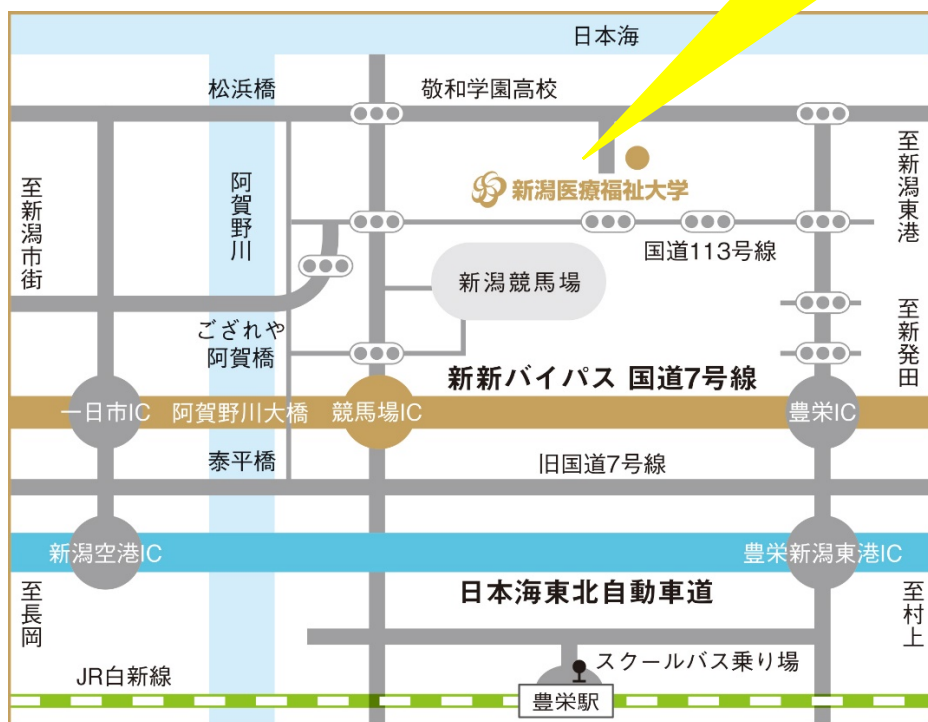 日本海
松浜橋
敬和学園高校
至新潟市街
阿賀野川
至新潟東港
新潟医療福祉大学
国道113号線
新潟競馬場
ござれや
阿賀橋
至新発田
新新バイパス 国道7号線
一日市IC
阿賀野川大橋
競馬場IC
豊栄IC
泰平橋
旧国道7号線
新潟空港IC
豊栄新潟東港IC
至長岡
日本海東北自動車道
至村上
スクールバス乗り場
JR白新線
豊栄駅